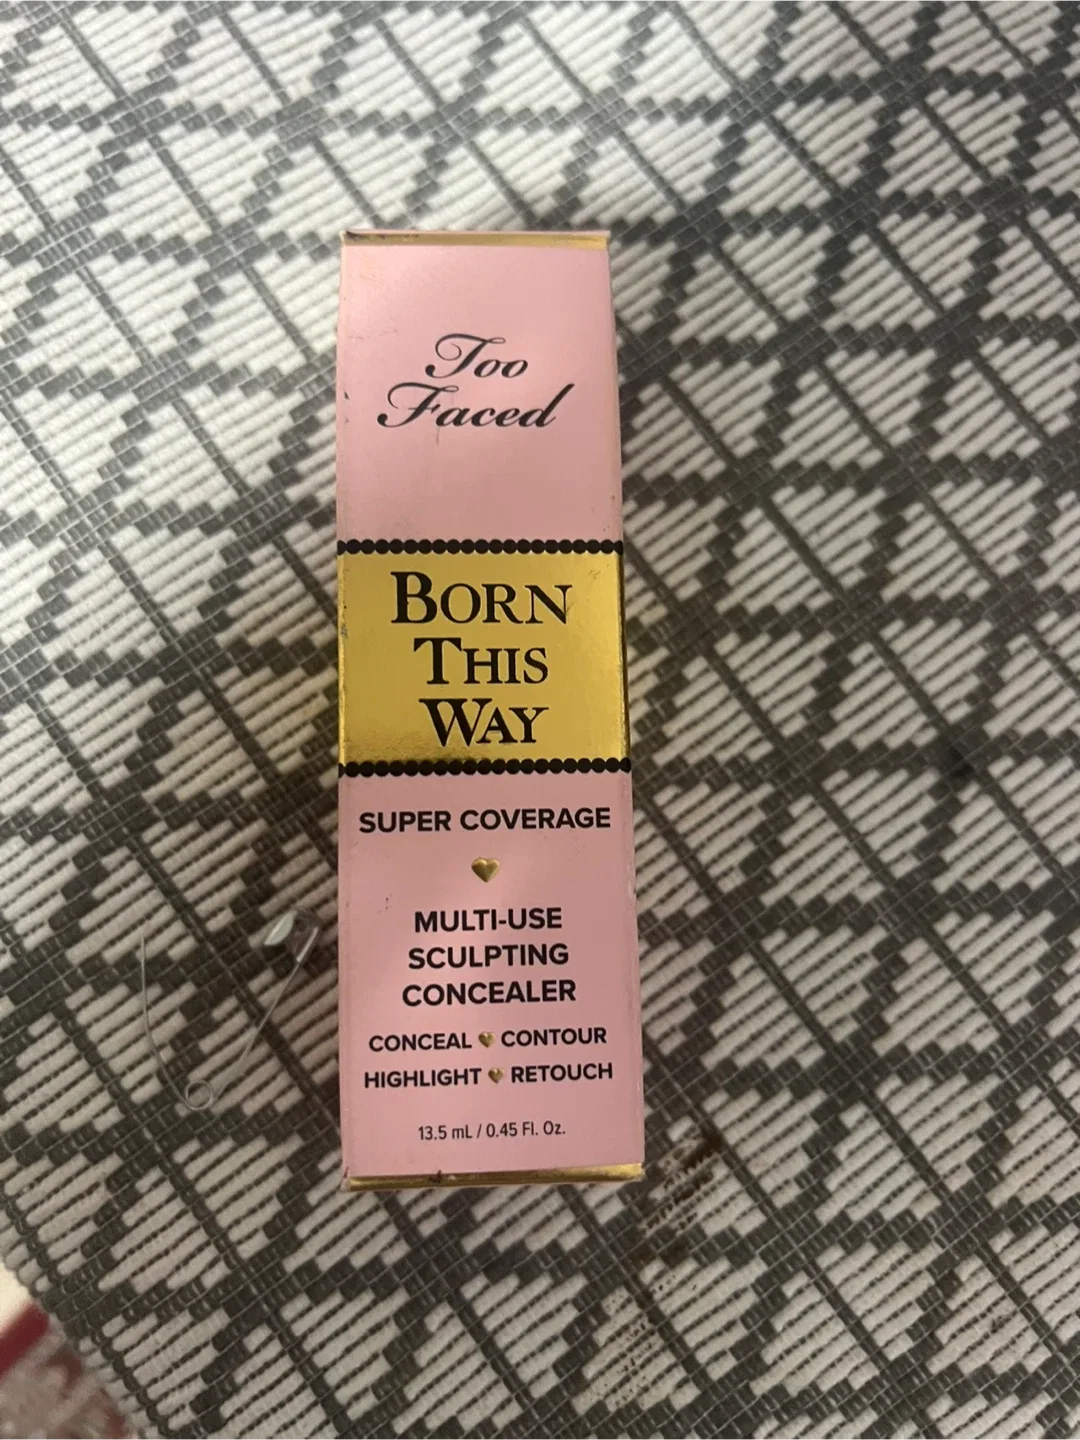 Too
Faced
BORN
THIS
WAY
SUPER COVERAGE
MULTI-USE
SCULPTING
CONCEALER
CONCEAL CONTOUR
HIGHLIGHT RETOUCH
13.5 mL / 0.45 Fl. Oz.